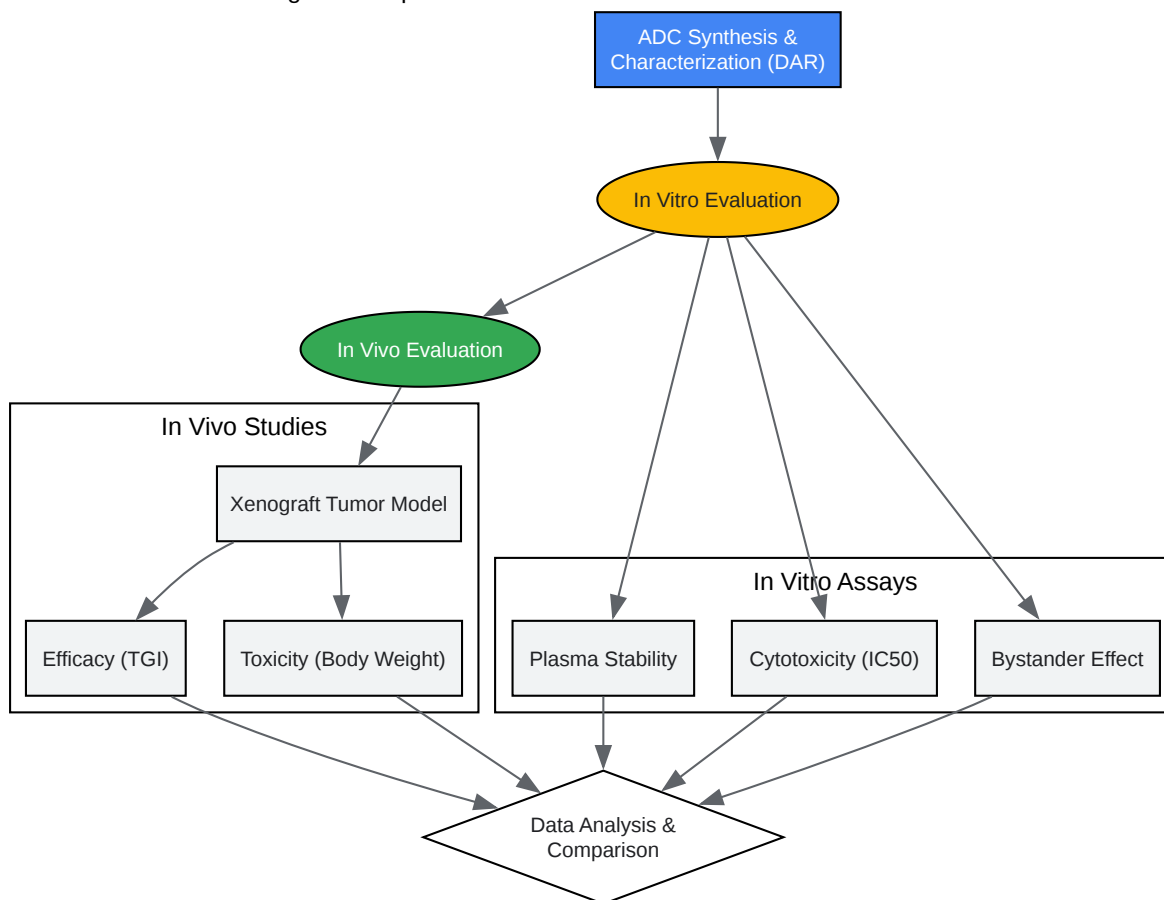 ADC Synthesis &
Characterization (DAR)
In Vitro Evaluation
In Vivo Evaluation
In Vivo Studies
Xenograft Tumor Model
In Vitro Assays
Efficacy (TGI)
Toxicity (Body Weight)
Plasma Stability
Cytotoxicity (IC50)
Bystander Effect
Data Analysis &
Comparison